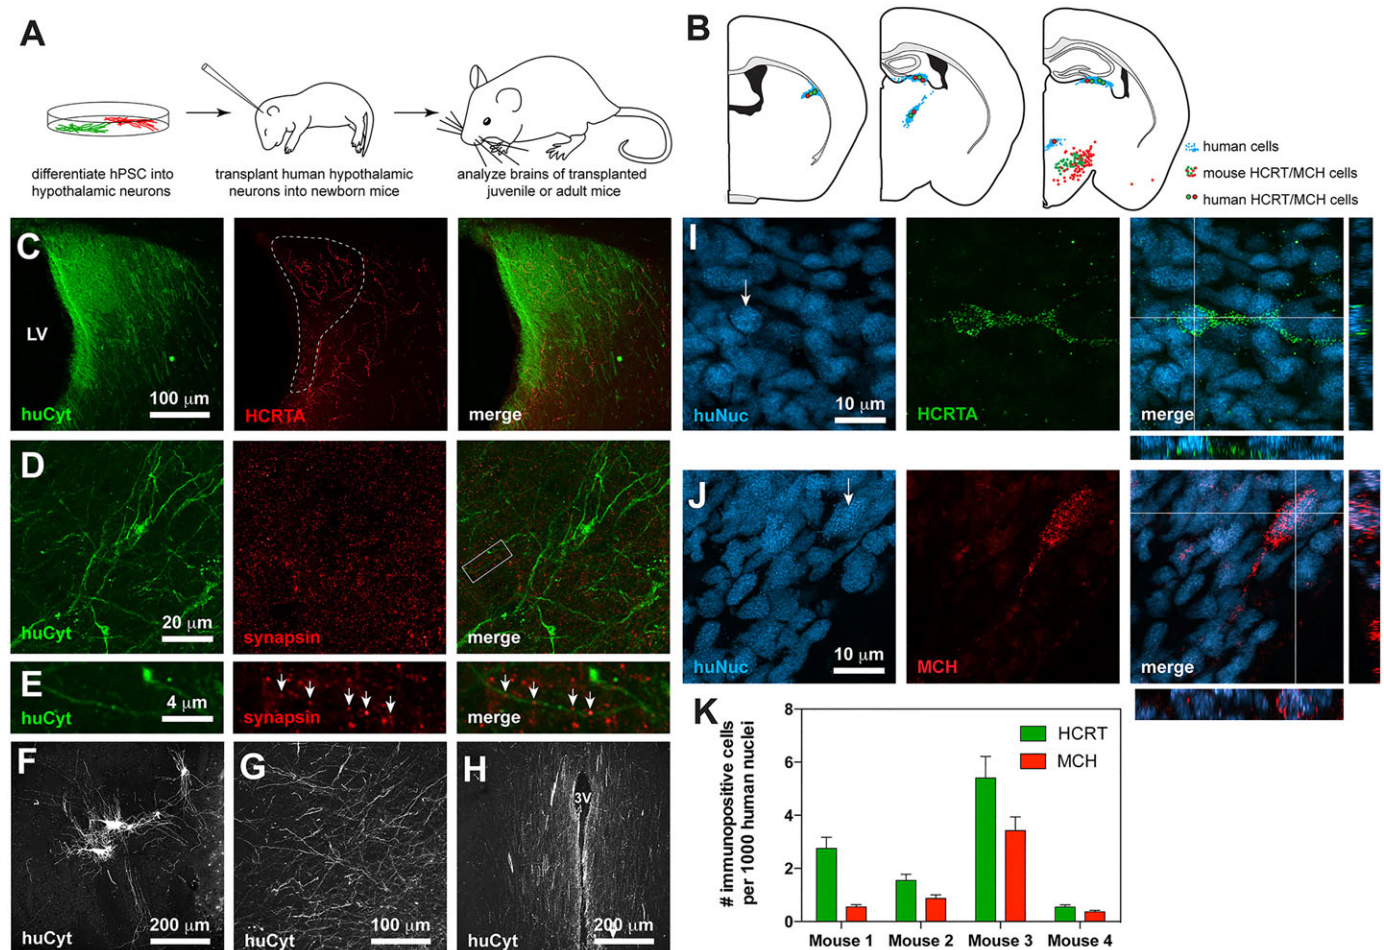 A
differentiate hPSC into
hypothalamic neurons
transplant human hypothalamic
neurons into newborn mice
analyze brains of transplanted
juvenile or adult mice
B
human cells
mouse HCRT/MCH cells
human HCRT/MCH cells
C
LV
huCyt
100 μm
HCRTA
merge
D
huCyt
20 μm
synapsin
merge
E
huCyt
4 μm
synapsin
merge
F
huCyt
200 μm
G
huCyt
100 μm
H
3V
huCyt
200 μm
I
huNuc
10 μm
HCRTA
merge
J
huNuc
10 μm
MCH
merge
K
# immunopositive cells
per 1000 human nuclei
8
6
4
2
0
HCRT
MCH
Mouse 1
Mouse 2
Mouse 3
Mouse 4